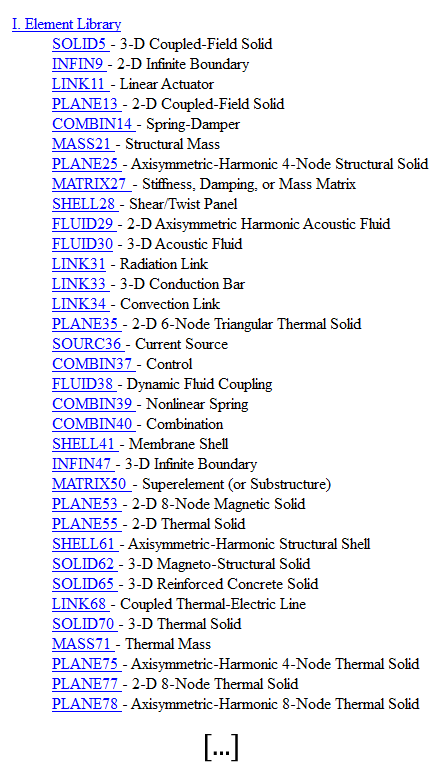 I. Element Library
SOLID5 - 3-D Coupled-Field Solid
INFIN9 - 2-D Infinite Boundary
LINK11 - Linear Actuator
PLANE13 - 2-D Coupled-Field Solid
COMBIN14 - Spring-Damper
MASS21 - Structural Mass
PLANE25 - Axisymmetric-Harmonic 4-Node Structural Solid
MATRIX27 - Stiffness, Damping, or Mass Matrix
SHELL28 - Shear/Twist Panel
FLUID29 - 2-D Axisymmetric Harmonic Acoustic Fluid
FLUID30 - 3-D Acoustic Fluid
LINK31 - Radiation Link
LINK33 - 3-D Conduction Bar
LINK34 - Convection Link
PLANE35 - 2-D 6-Node Triangular Thermal Solid
SOURC36 - Current Source
COMBIN37 - Control
FLUID38 - Dynamic Fluid Coupling
COMBIN39 - Nonlinear Spring
COMBIN40 - Combination
SHELL41 - Membrane Shell
INFIN47 - 3-D Infinite Boundary
MATRIX50 - Superelement (or Substructure)
PLANE53 - 2-D 8-Node Magnetic Solid
PLANE55 - 2-D Thermal Solid
SHELL61 - Axisymmetric-Harmonic Structural Shell
SOLID62 - 3-D Magneto-Structural Solid
SOLID65 - 3-D Reinforced Concrete Solid
LINK68 - Coupled Thermal-Electric Line
SOLID70 - 3-D Thermal Solid
MASS71 - Thermal Mass
PLANE75 - Axisymmetric-Harmonic 4-Node Thermal Solid
PLANE77 - 2-D 8-Node Thermal Solid
PLANE78 - Axisymmetric-Harmonic 8-Node Thermal Solid
[...]